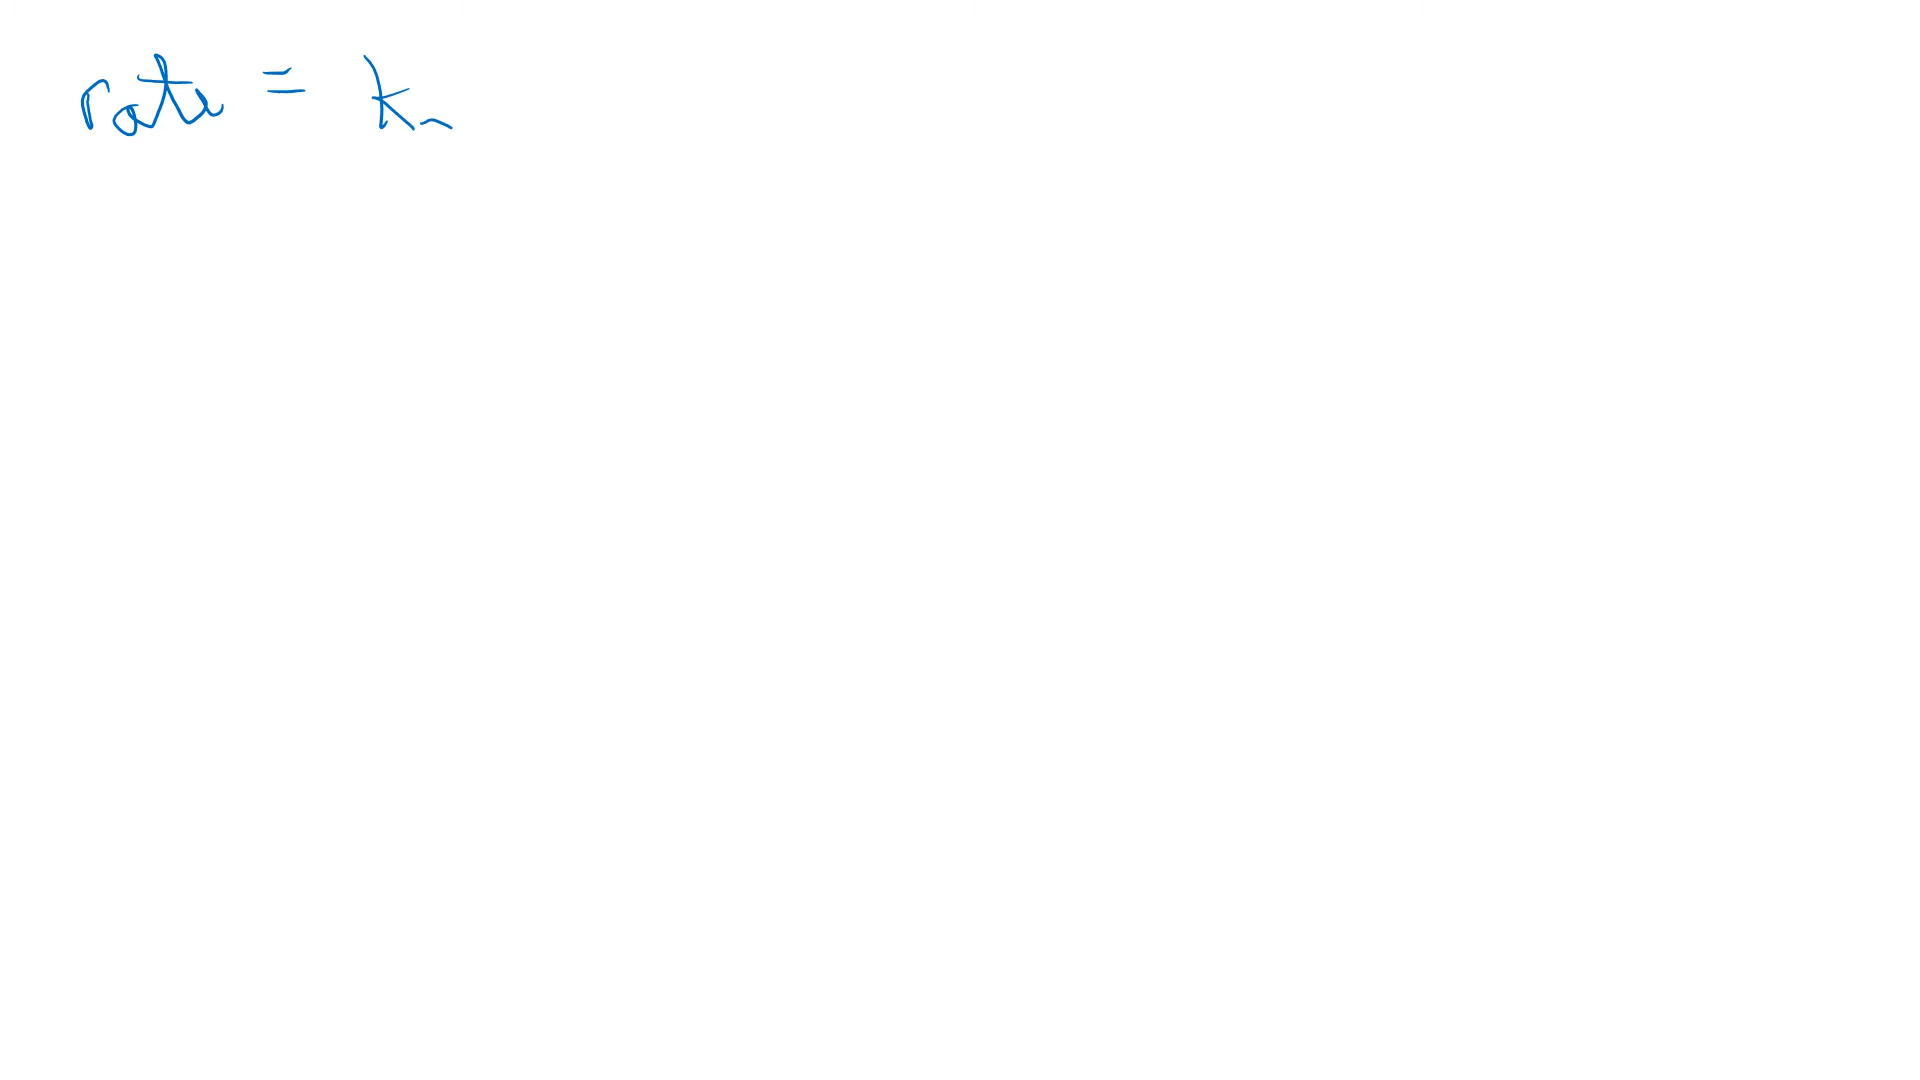 rate = k